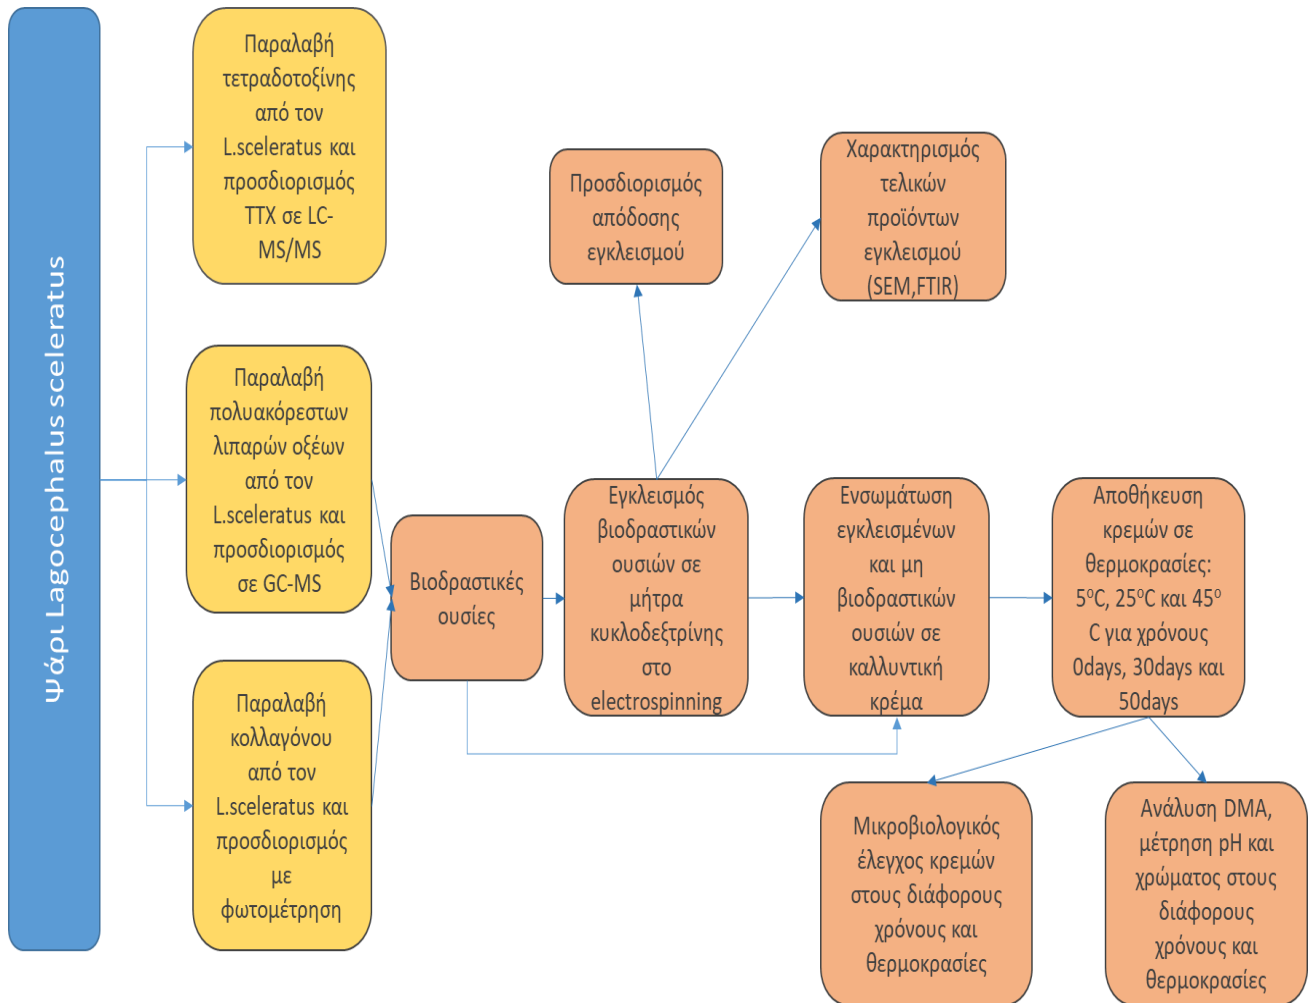 Ψάρι Lagocephalus sceleratus
Παραλαβή
τετραδοτοξίνης
από τον
L.sceleratus και
προσδιορισμός
TTX σε LC-
MS/MS
Παραλαβή
πολυακόρεστων
λιπαρών οξέων
από τον
L.sceleratus και
προσδιορισμός
σε GC-MS
Παραλαβή
κολλαγόνου
από τον
L.sceleratus και
προσδιορισμός
με
φωτομέτρηση
Βιοδραστικές
ουσίες
Προσδιορισμός
απόδοσης
εγκλεισμού
Χαρακτηρισμός
τελικών
προϊόντων
εγκλεισμού
(SEM,FTIR)
Εγκλεισμός
βιοδραστικών
ουσιών σε
μήτρα
κυκλοδεξτρίνης
στο
electrospinning
Ενσωμάτωση
εγκλεισμένων
και μη
βιοδραστικών
ουσιών σε
καλλυντική
κρέμα
Αποθήκευση
κρεμών σε
θερμοκρασίες:
5°C, 25°C και 45°
C για χρόνους
0days, 30days και
50days
Μικροβιολογικός
έλεγχος κρεμών
στους διάφορους
χρόνους και
θερμοκρασίες
Ανάλυση DMA,
μέτρηση pH και
χρώματος στους
διάφορους
χρόνους και
θερμοκρασίες